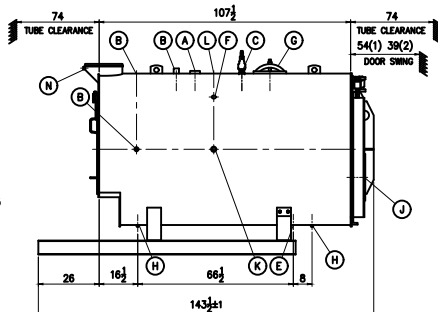 74
107½
74
TUBE CLEARANCE
TUBE CLEARANCE
54(1) 39(2)
DOOR SWING
B
B
A
L
F
C
G
N
B
J
H
K
E
H
26
16½
66½
8
143½±1